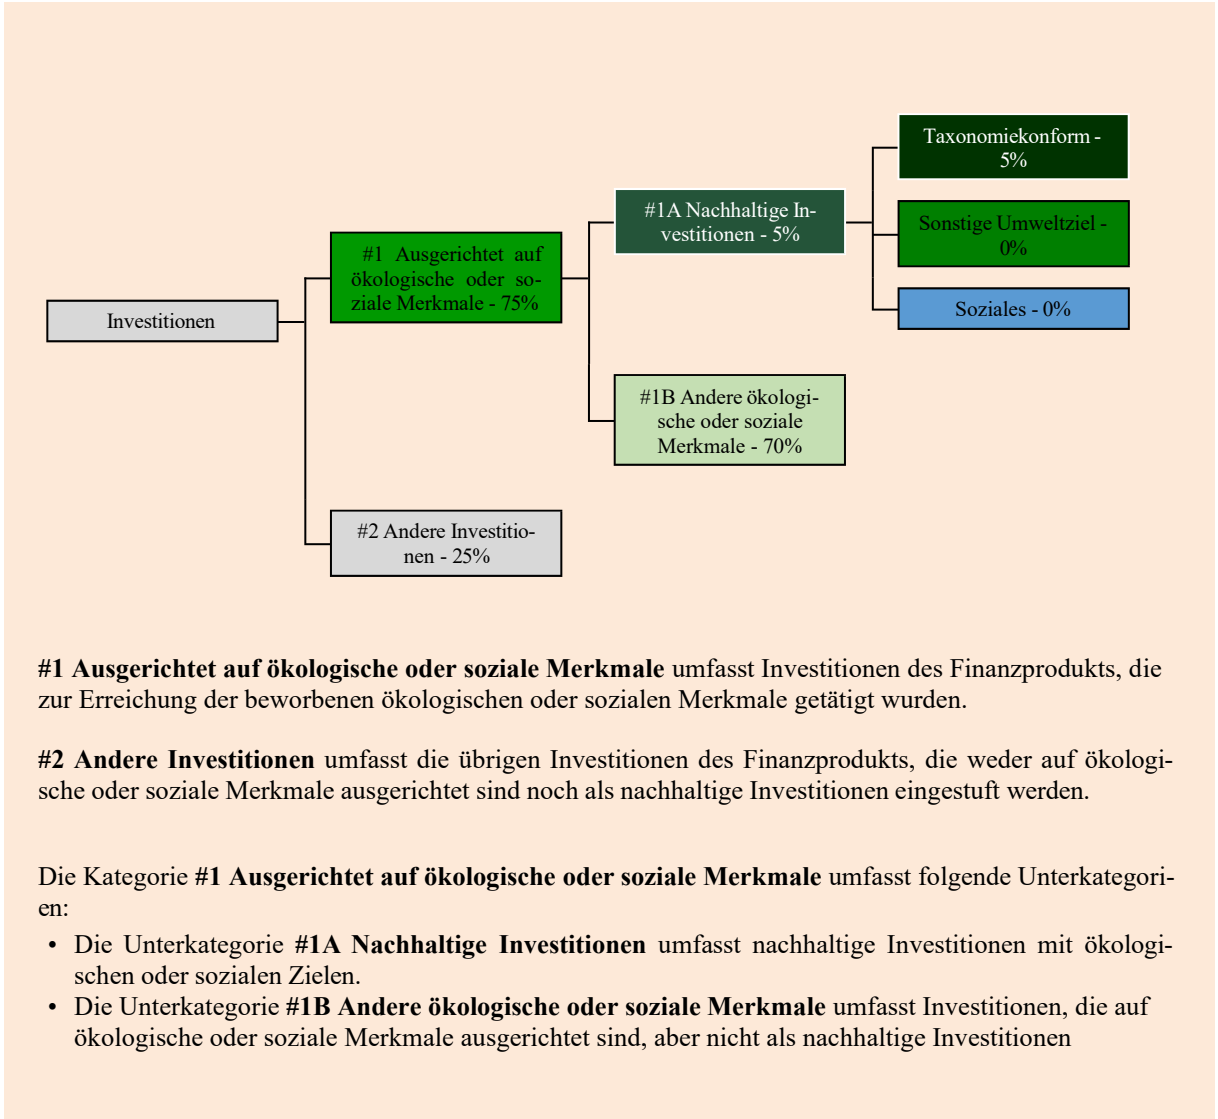 Taxonomiekonform -
5%
#1A Nachhaltige In-
vestitionen - 5%
Sonstige Umweltziel -
0%
#1 Ausgerichtet auf
ökologische oder so-
ziale Merkmale - 75%
Soziales - 0%
Investitionen
#1B Andere ökologi-
sche oder soziale
Merkmale - 70%
#2 Andere Investitio-
nen - 25%
#1 Ausgerichtet auf ökologische oder soziale Merkmale umfasst Investitionen des Finanzprodukts, die
zur Erreichung der beworbenen ökologischen oder sozialen Merkmale getätigt wurden.
#2 Andere Investitionen umfasst die übrigen Investitionen des Finanzprodukts, die weder auf ökologi-
sche oder soziale Merkmale ausgerichtet sind noch als nachhaltige Investitionen eingestuft werden.
Die Kategorie #1 Ausgerichtet auf ökologische oder soziale Merkmale umfasst folgende Unterkategori-
en:
• Die Unterkategorie #1A Nachhaltige Investitionen umfasst nachhaltige Investitionen mit ökologi-
schen oder sozialen Zielen.
• Die Unterkategorie #1B Andere ökologische oder soziale Merkmale umfasst Investitionen, die auf
ökologische oder soziale Merkmale ausgerichtet sind, aber nicht als nachhaltige Investitionen